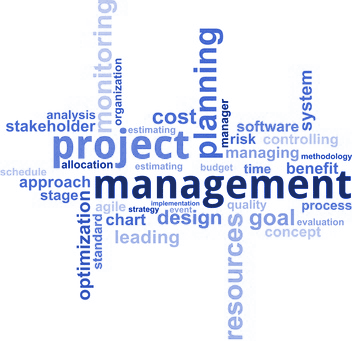 monitoring
organization
planning
system
analysis
cost
manager
stakeholder
estimating
software
project
risk
controlling
managing
methodology
allocation
estimating
budget
time
benefit
schedule
approach
management
stage
optimization
standard
agile
implementation
strategy
event
quality
process
chart
design
resources
goal
evaluation
leading
concept